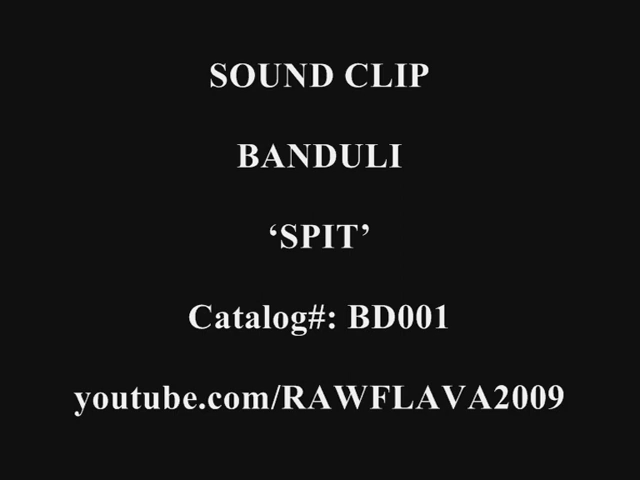 SOUND CLIP
BANDULI
‘SPIT’
Catalog#: BD001
youtube.com/RAWFLAVA2009